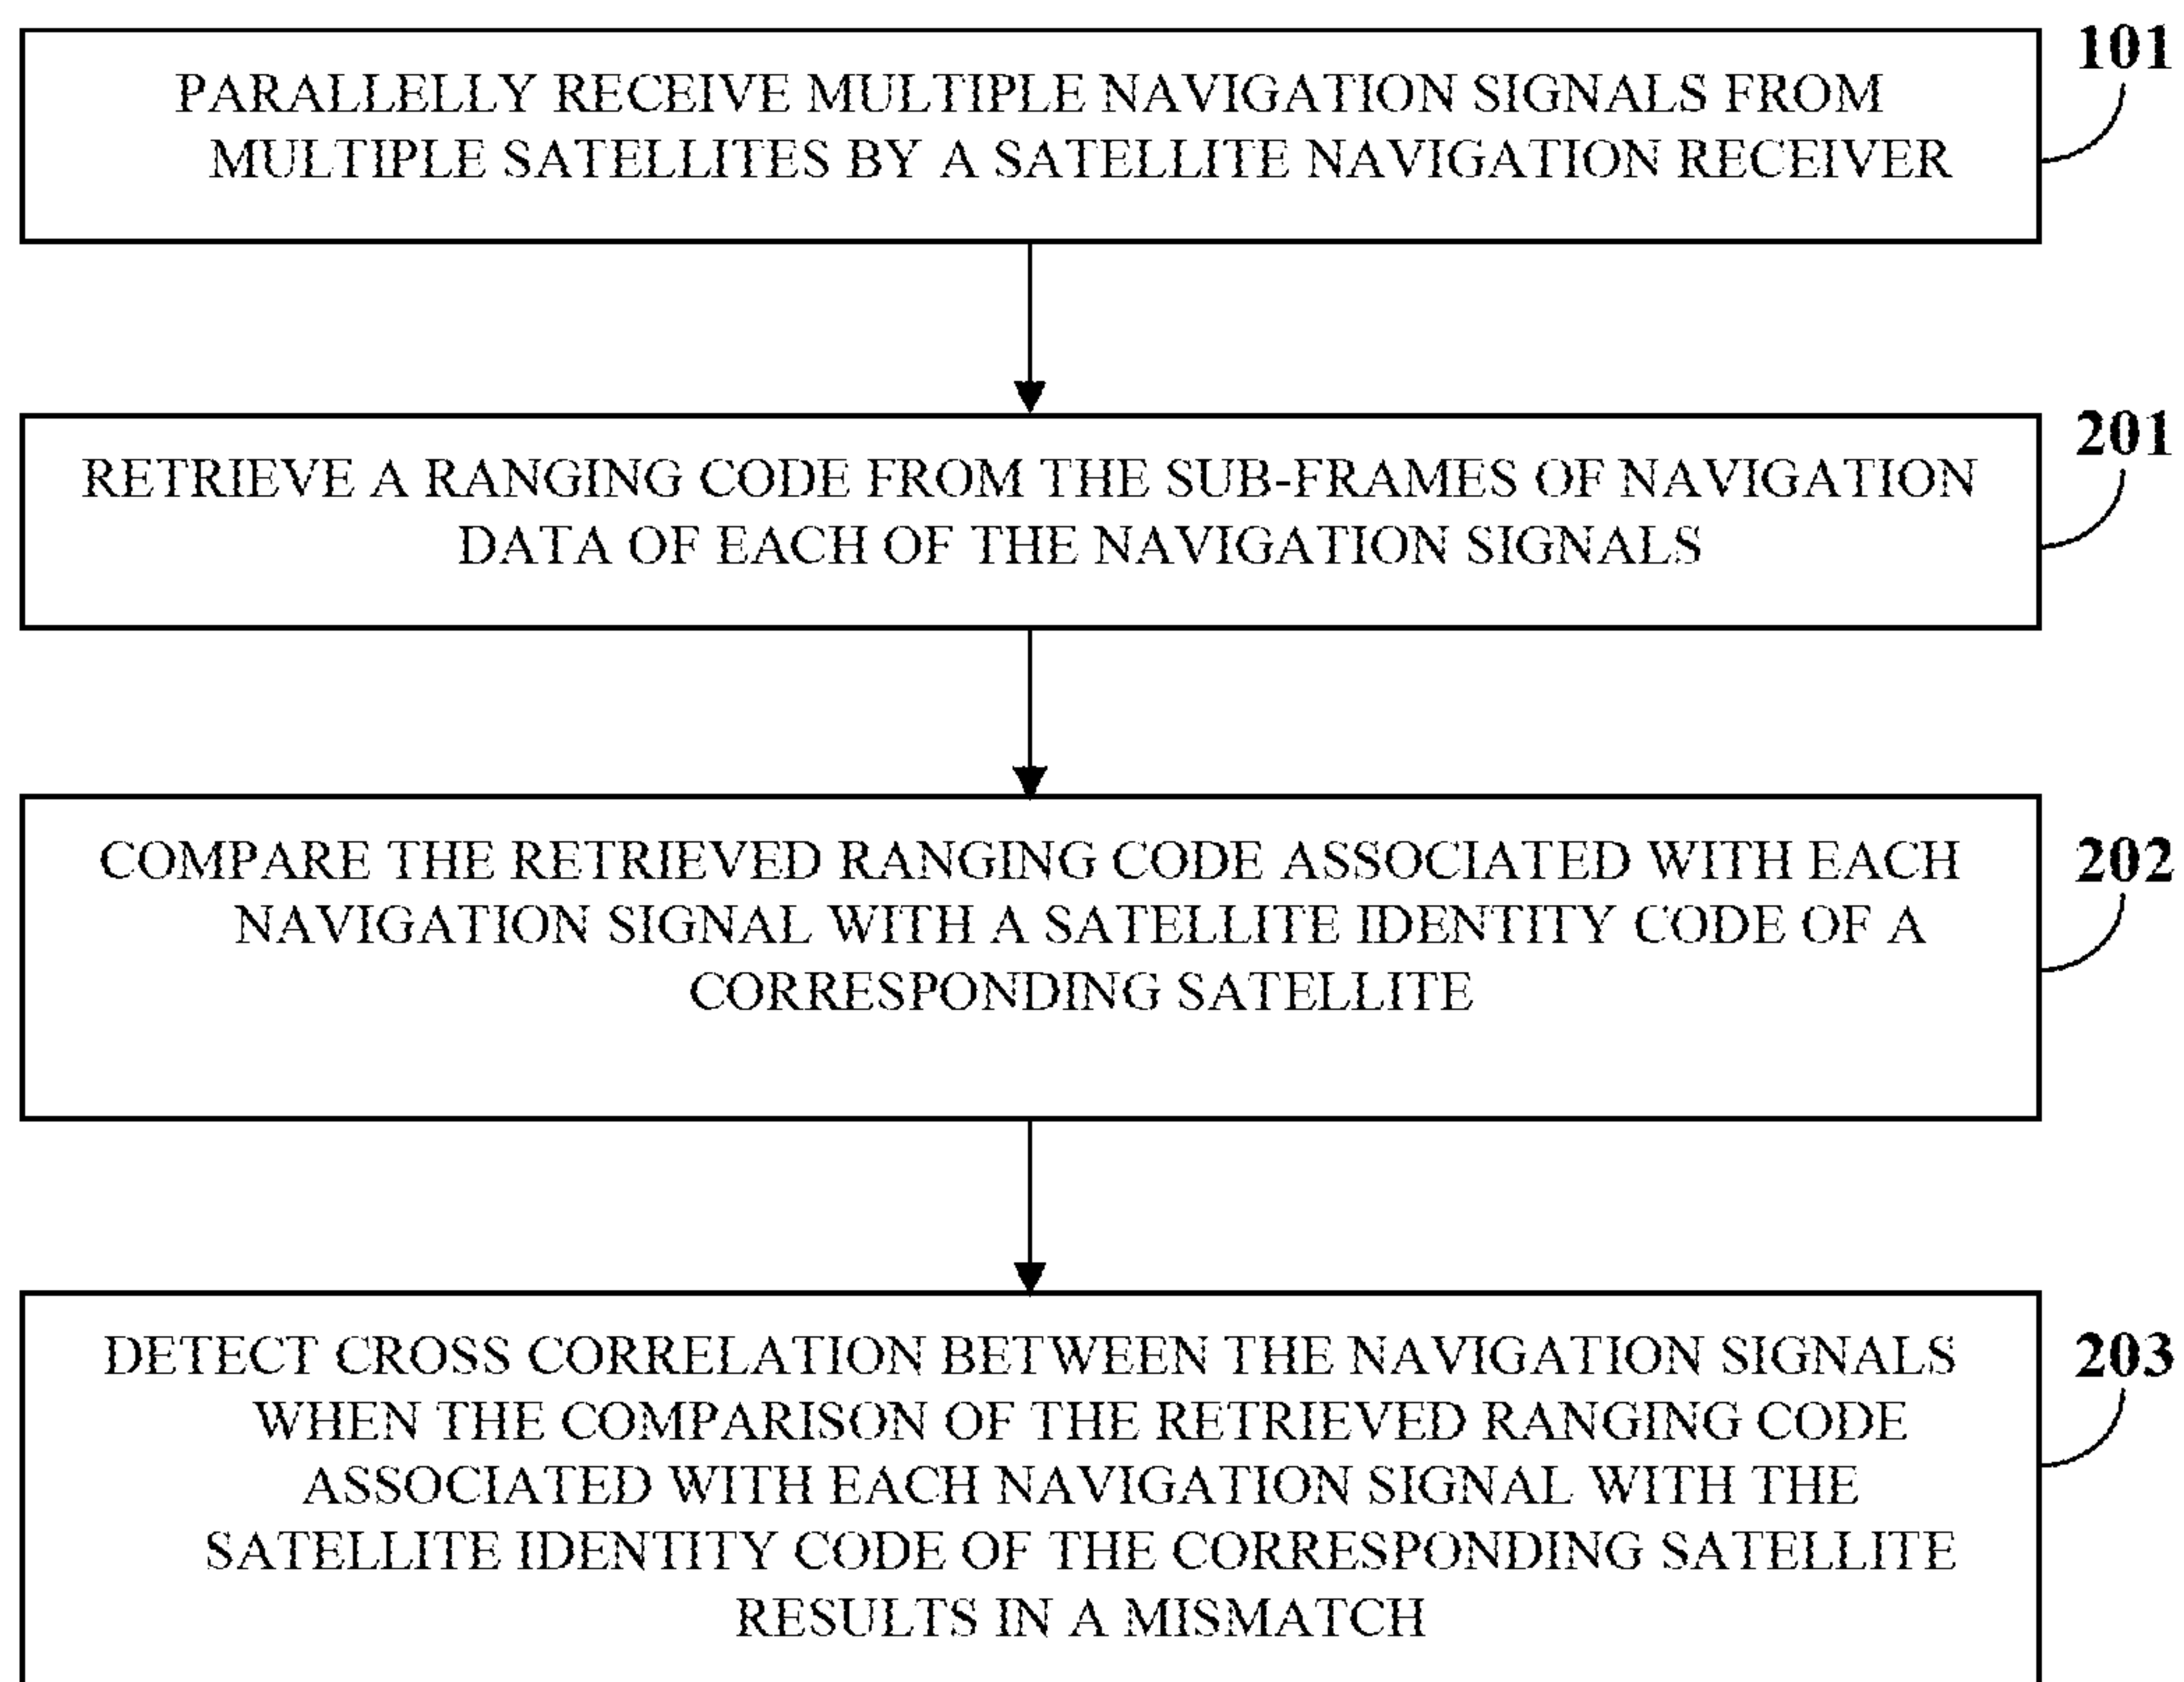 101
PARALLELLY RECEIVE MULTIPLE NAVIGATION SIGNALS FROM
MULTIPLE SATELLITES BY A SATELLITE NAVIGATION RECEIVER
201
RETRIEVE A RANGING CODE FROM THE SUB-FRAMES OF NAVIGATION
DATA OF EACH OF THE NAVIGATION SIGNALS
202
COMPARE THE RETRIEVED RANGING CODE ASSOCIATED WITH EACH
NAVIGATION SIGNAL WITH A SATELLITE IDENTITY CODE OF A
CORRESPONDING SATELLITE
203
DETECT CROSS CORRELATION BETWEEN THE NAVIGATION SIGNALS
WHEN THE COMPARISON OF THE RETRIEVED RANGING CODE
ASSOCIATED WITH EACH NAVIGATION SIGNAL WITH THE
SATELLITE IDENTITY CODE OF THE CORRESPONDING SATELLITE
RESULTS IN A MISMATCH